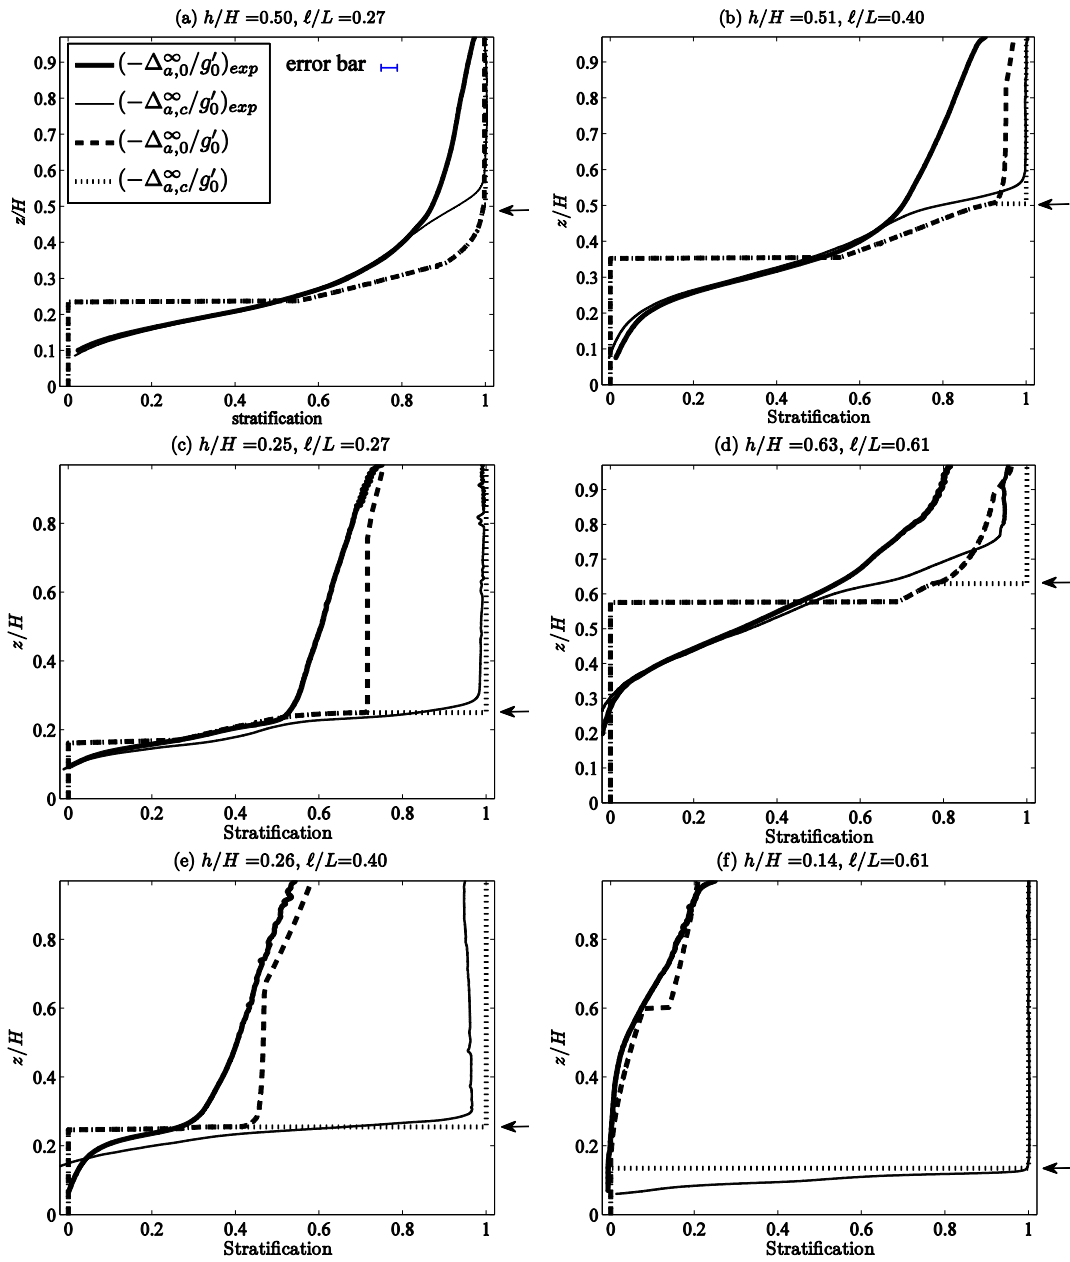 (a) h/H =0.50, ℓ/L =0.27
(−Δ^∞_{a,0}/g′_0)_{exp}
(−Δ^∞_{a,c}/g′_0)_{exp}
(−Δ^∞_{a,0}/g′_0)
(−Δ^∞_{a,c}/g′_0)
error bar
z/H
0.9
0.8
0.7
0.6
0.5
0.4
0.3
0.2
0.1
0
0 0.2 0.4 0.6 0.8 1
stratification
(b) h/H =0.51, ℓ/L =0.40
z/H
0.9
0.8
0.7
0.6
0.5
0.4
0.3
0.2
0.1
0
0 0.2 0.4 0.6 0.8 1
Stratification
(c) h/H =0.25, ℓ/L =0.27
z/H
0.8
0.6
0.4
0.2
0
0 0.2 0.4 0.6 0.8 1
Stratification
(d) h/H =0.63, ℓ/L =0.61
z/H
0.9
0.8
0.7
0.6
0.5
0.4
0.3
0.2
0.1
0
0 0.2 0.4 0.6 0.8 1
Stratification
(e) h/H =0.26, ℓ/L=0.40
z/H
0.8
0.6
0.4
0.2
0
0 0.2 0.4 0.6 0.8 1
Stratification
(f) h/H =0.14, ℓ/L=0.61
z/H
0.8
0.6
0.4
0.2
0
0 0.2 0.4 0.6 0.8 1
Stratification